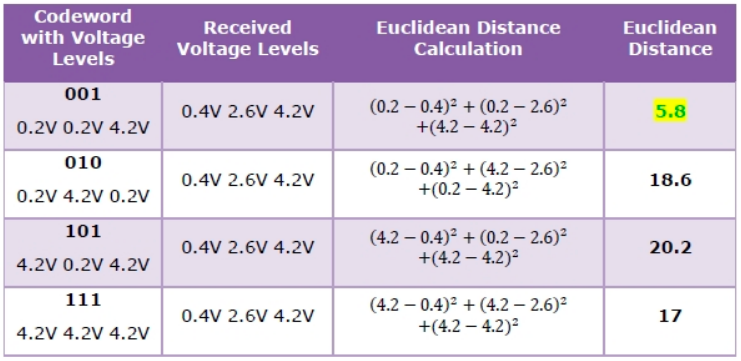 Codeword with Voltage Levels
Received Voltage Levels
Euclidean Distance Calculation
Euclidean Distance
001
0.2V 0.2V 4.2V
0.4V 2.6V 4.2V
(0.2 − 0.4)² + (0.2 − 2.6)²
+(4.2 − 4.2)²
5.8
010
0.2V 4.2V 0.2V
0.4V 2.6V 4.2V
(0.2 − 0.4)² + (4.2 − 2.6)²
+(0.2 − 4.2)²
18.6
101
4.2V 0.2V 4.2V
0.4V 2.6V 4.2V
(4.2 − 0.4)² + (0.2 − 2.6)²
+(4.2 − 4.2)²
20.2
111
4.2V 4.2V 4.2V
0.4V 2.6V 4.2V
(4.2 − 0.4)² + (4.2 − 2.6)²
+(4.2 − 4.2)²
17